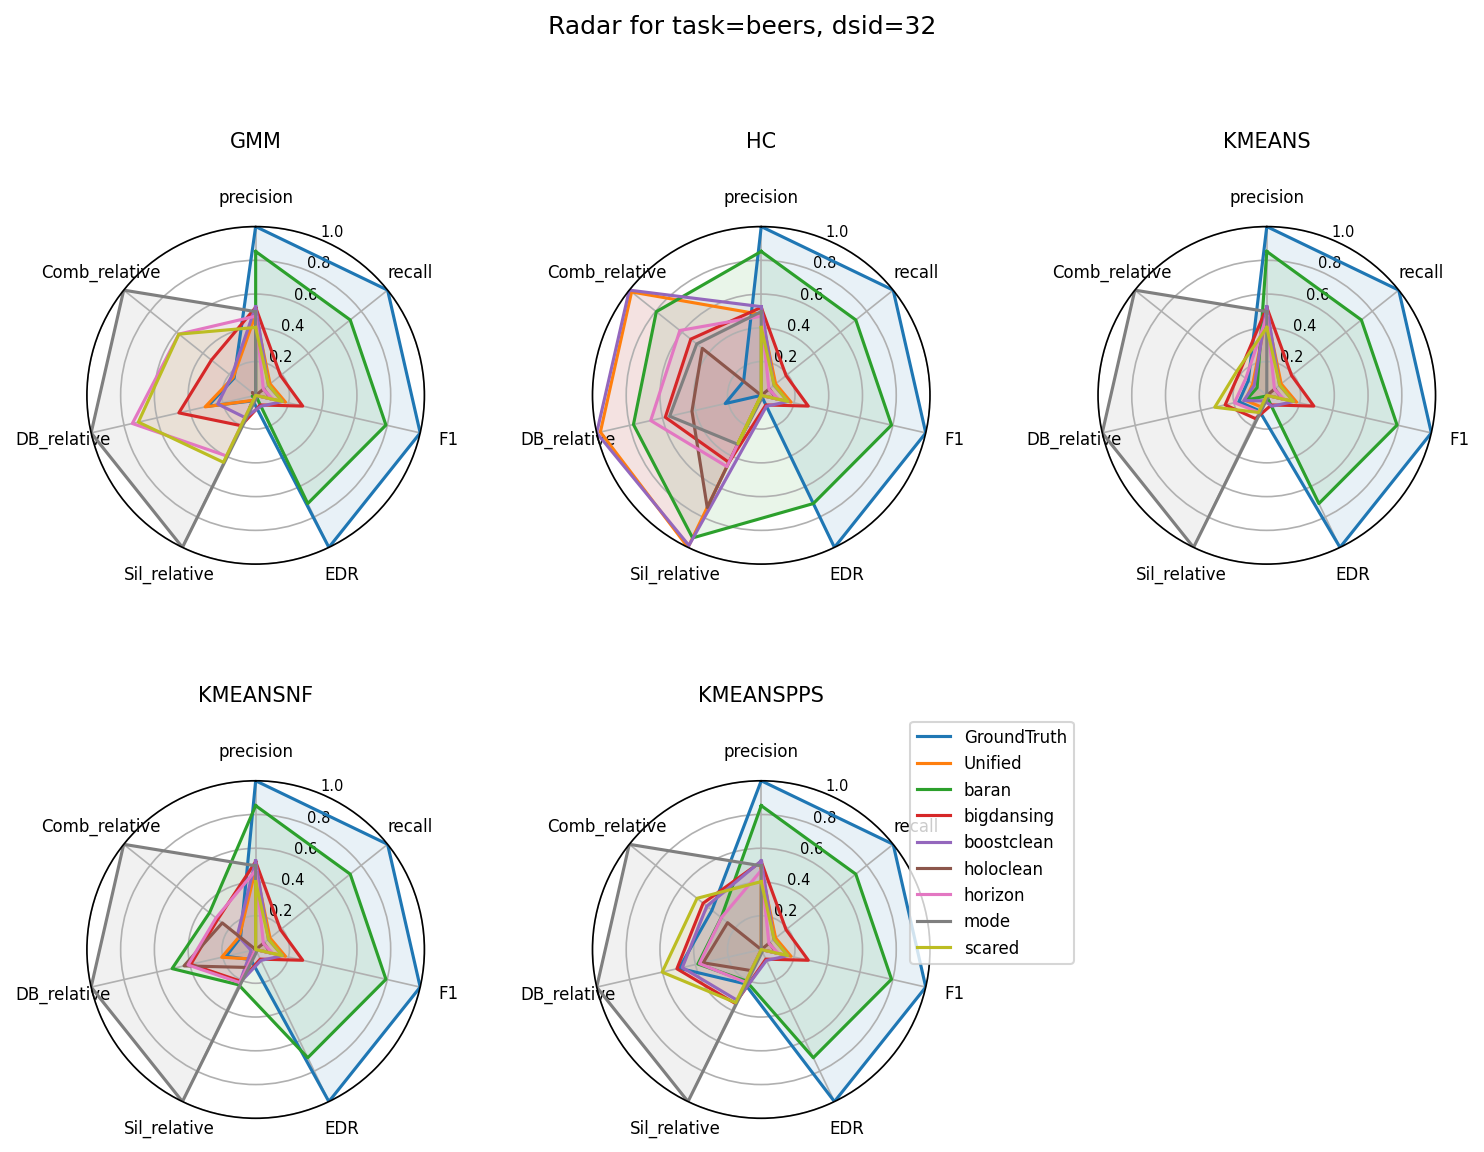 Radar for task=beers, dsid=32
GMM
precision
recall
F1
EDR
Sil_relative
DB_relative
Comb_relative
0.2
0.4
0.6
0.8
1.0
HC
precision
recall
F1
EDR
Sil_relative
DB_relative
Comb_relative
0.2
0.4
0.6
0.8
1.0
KMEANS
precision
recall
F1
EDR
Sil_relative
DB_relative
Comb_relative
0.2
0.4
0.6
0.8
1.0
KMEANSNF
precision
recall
F1
EDR
Sil_relative
DB_relative
Comb_relative
0.2
0.4
0.6
0.8
1.0
KMEANSPPS
precision
recall
F1
EDR
Sil_relative
DB_relative
Comb_relative
0.2
0.4
0.6
0.8
1.0
GroundTruth
Unified
baran
bigdansing
boostclean
holoclean
horizon
mode
scared